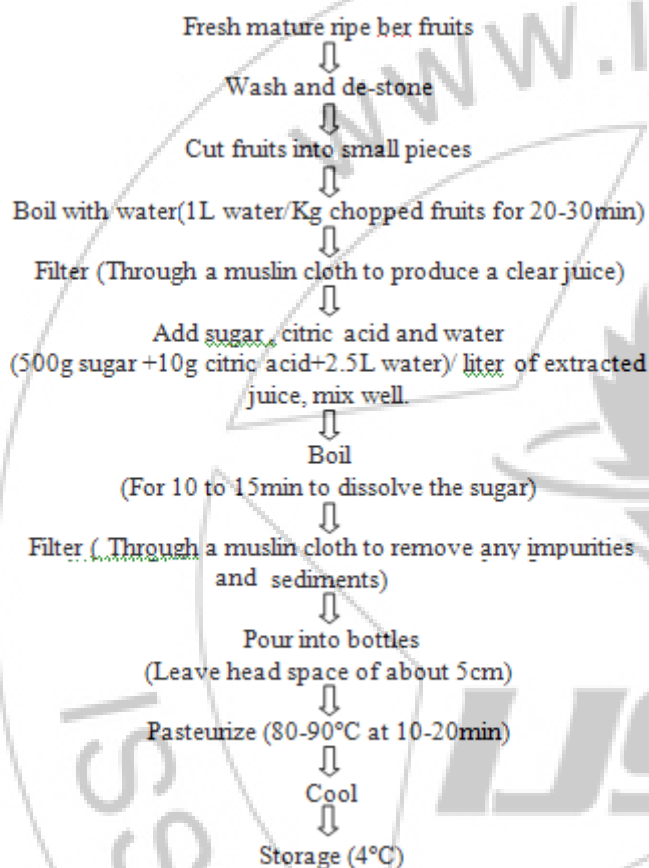 Fresh mature ripe ber fruits
Wash and de-stone
Cut fruits into small pieces
Boil with water(1L water/Kg chopped fruits for 20-30min)
Filter (Through a muslin cloth to produce a clear juice)
Add sugar , citric acid and water
(500g sugar +10g citric acid+2.5L water)/ liter of extracted
juice, mix well.
Boil
(For 10 to 15min to dissolve the sugar)
Filter ( Through a muslin cloth to remove any impurities
and sediments)
Pour into bottles
(Leave head space of about 5cm)
Pasteurize (80-90°C at 10-20min)
Cool
Storage (4°C)
www.
ISS
IJS